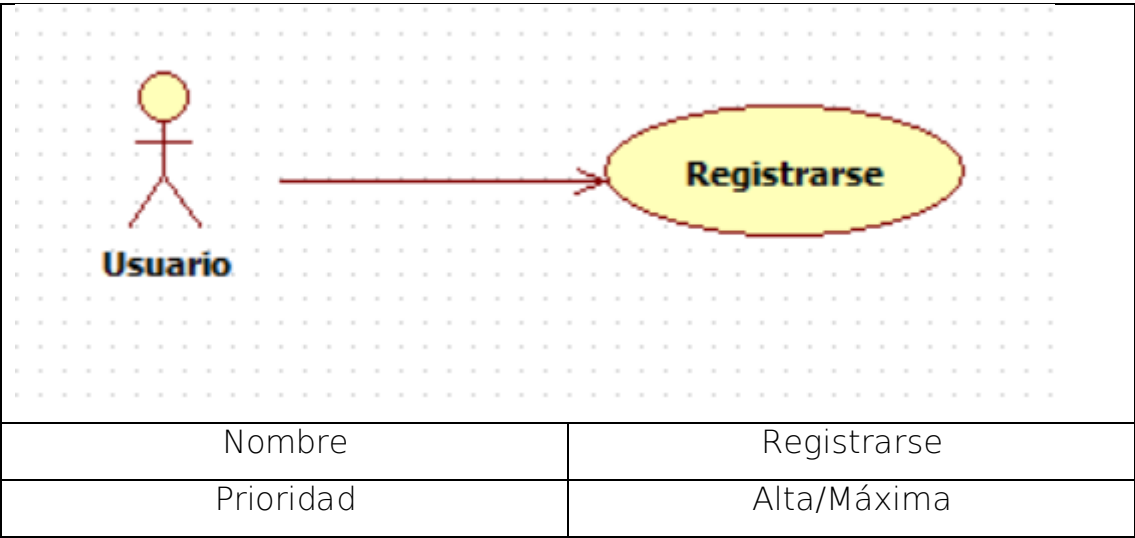 Registrarse
Usuario
Nombre
Registrarse
Prioridad
Alta/Máxima